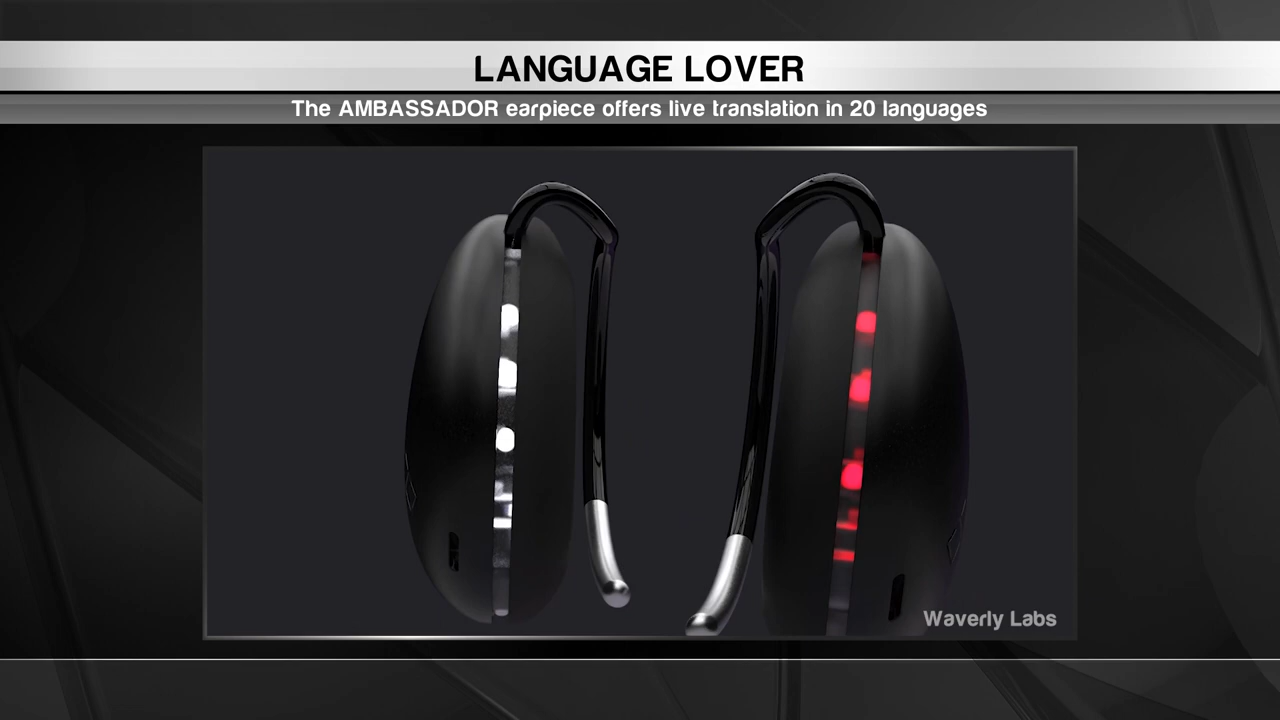 LANGUAGE LOVER
The AMBASSADOR earpiece offers live translation in 20 languages
Waverly Labs